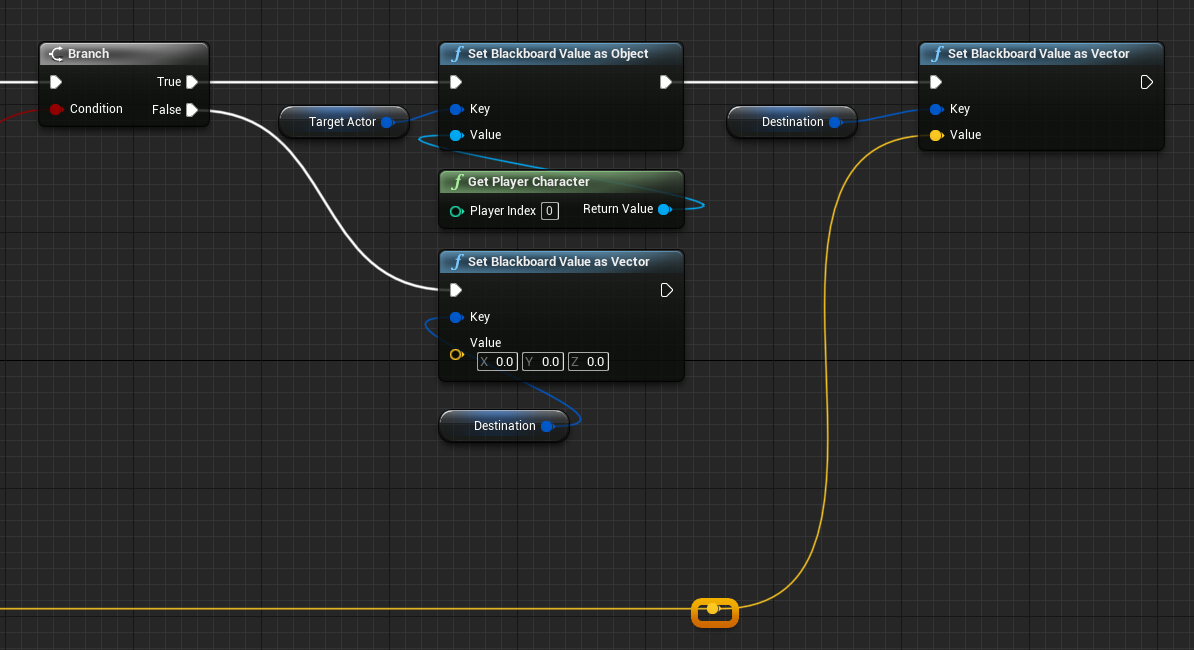 Branch
True
Condition
False
Target Actor
Set Blackboard Value as Object
Key
Value
Get Player Character
Player Index 0
Return Value
Set Blackboard Value as Vector
Key
Value
X 0.0 Y 0.0 Z 0.0
Destination
Destination
Set Blackboard Value as Vector
Key
Value